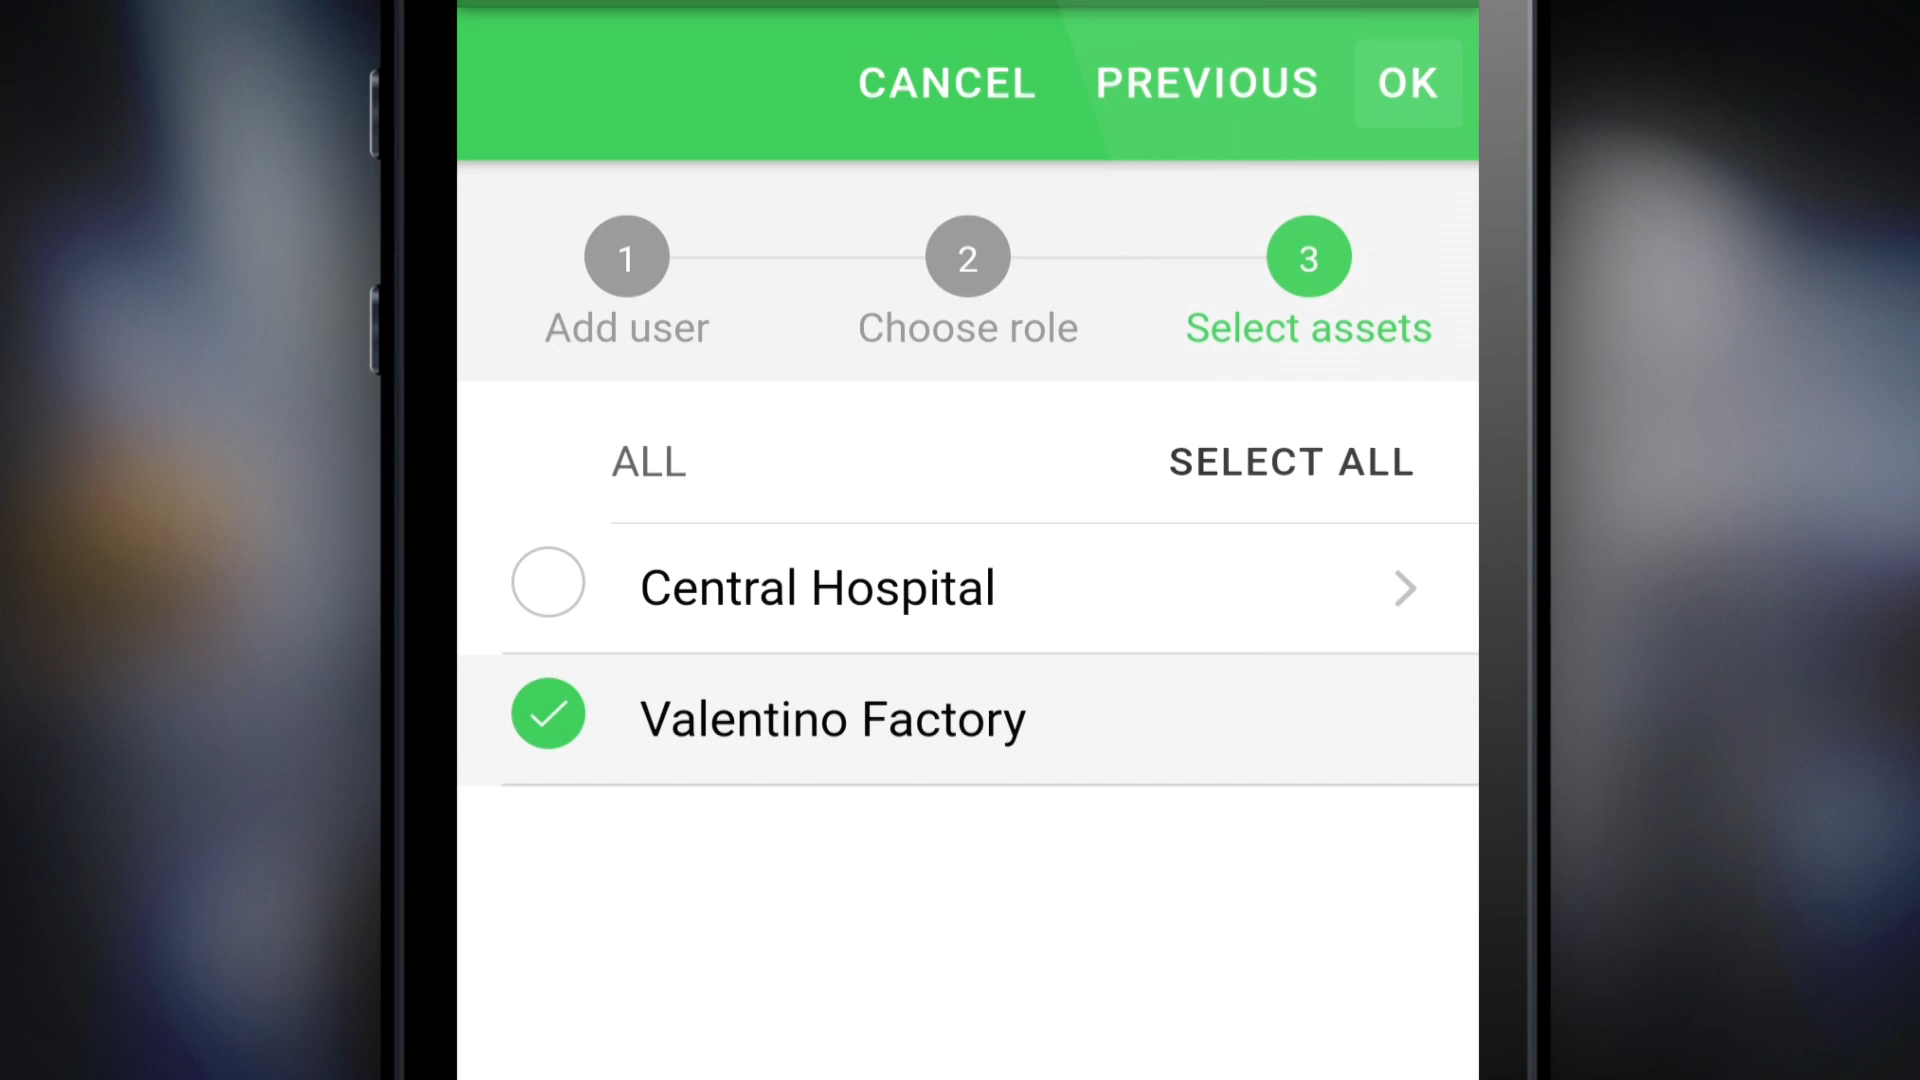 CANCEL PREVIOUS OK
1 2 3
Add user Choose role Select assets
ALL SELECT ALL
Central Hospital
Valentino Factory